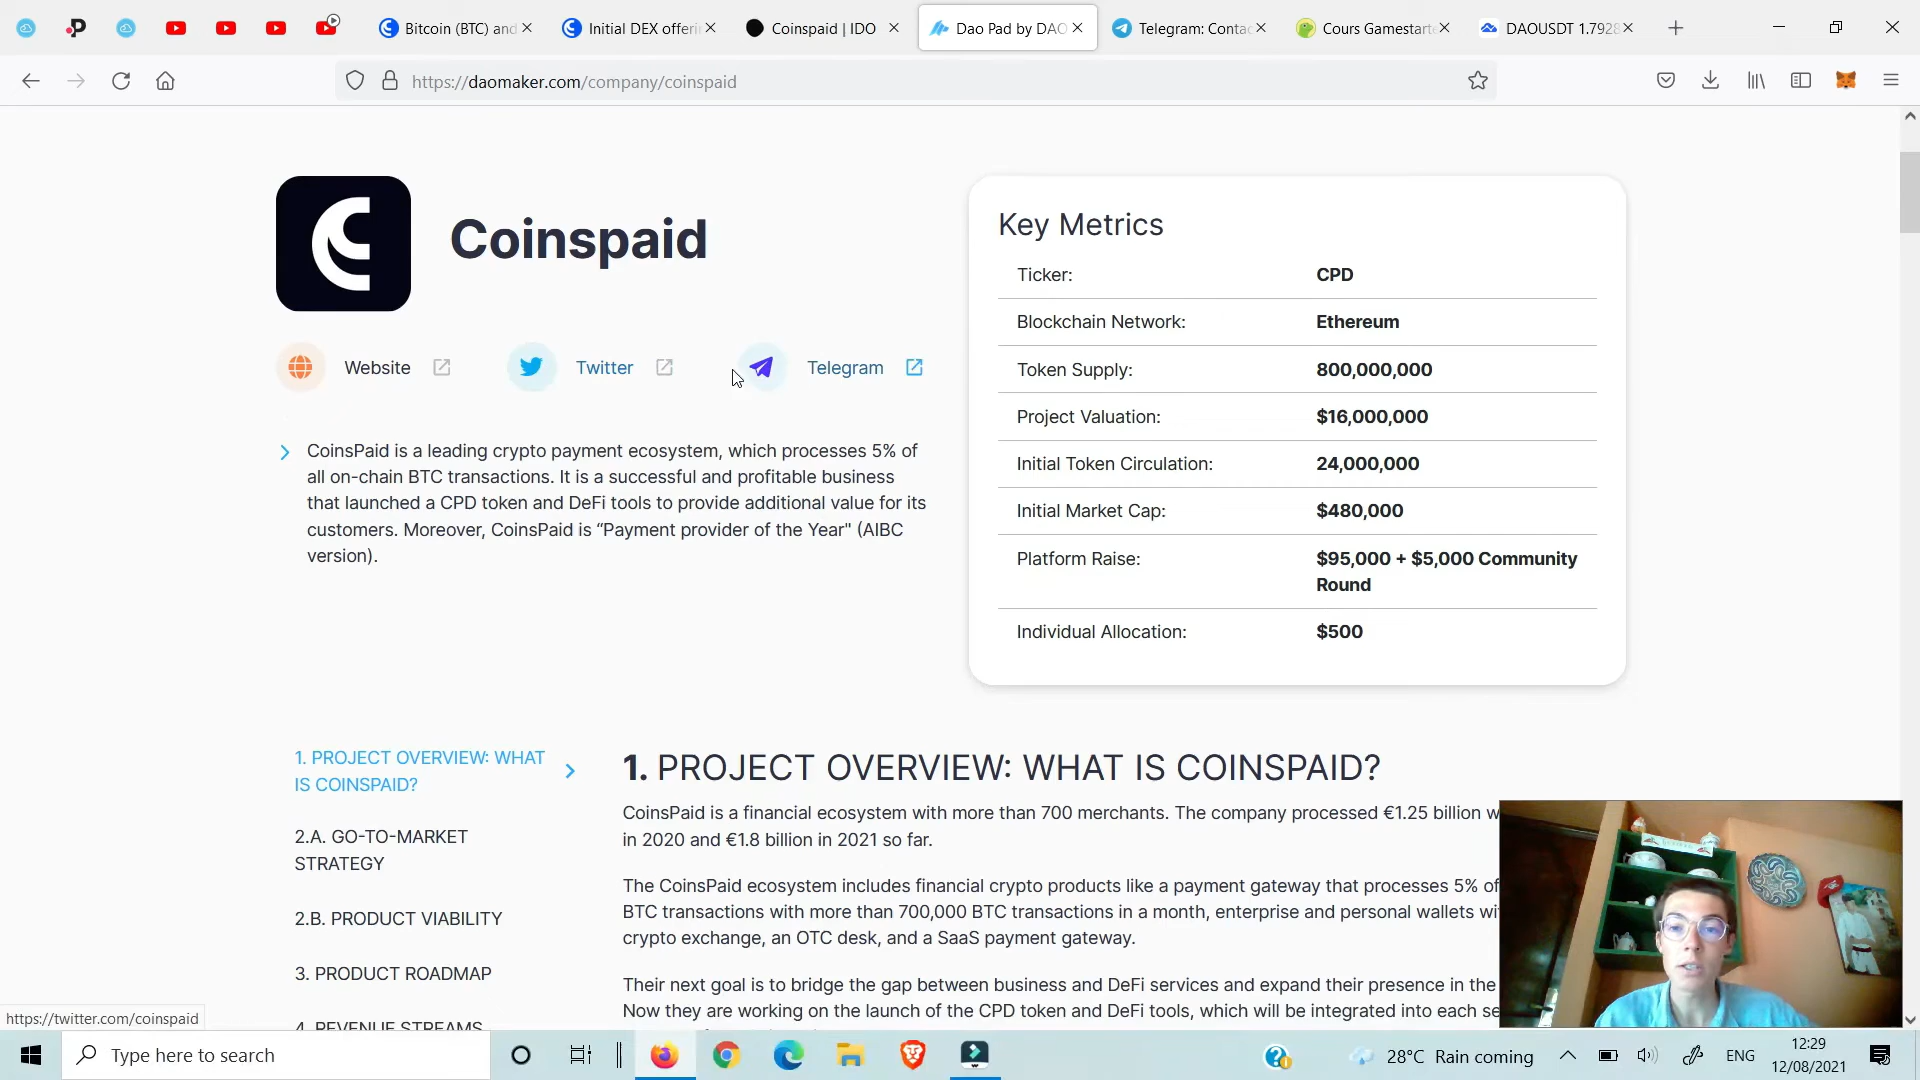 Bitcoin (BTC) and
Initial DEX offeri
Coinspaid | IDO
Dao Pad by DAO
Telegram: Contac
Cours Gamestart
DAOUSDT 1.7928
https://daomaker.com/company/coinspaid
Coinspaid
Website
Twitter
Telegram
CoinsPaid is a leading crypto payment ecosystem, which processes 5% of
all on-chain BTC transactions. It is a successful and profitable business
that launched a CPD token and DeFi tools to provide additional value for its
customers. Moreover, CoinsPaid is “Payment provider of the Year" (AIBC
version).
Key Metrics
Ticker: CPD
Blockchain Network: Ethereum
Token Supply: 800,000,000
Project Valuation: $16,000,000
Initial Token Circulation: 24,000,000
Initial Market Cap: $480,000
Platform Raise: $95,000 + $5,000 Community
Round
Individual Allocation: $500
1. PROJECT OVERVIEW: WHAT
IS COINSPAID?
2.A. GO-TO-MARKET
STRATEGY
2.B. PRODUCT VIABILITY
3. PRODUCT ROADMAP
4. REVENUE STREAMS
1. PROJECT OVERVIEW: WHAT IS COINSPAID?
CoinsPaid is a financial ecosystem with more than 700 merchants. The company processed €1.25 billion w
in 2020 and €1.8 billion in 2021 so far.
The CoinsPaid ecosystem includes financial crypto products like a payment gateway that processes 5% of
BTC transactions with more than 700,000 BTC transactions in a month, enterprise and personal wallets wi
crypto exchange, an OTC desk, and a SaaS payment gateway.
Their next goal is to bridge the gap between business and DeFi services and expand their presence in the
Now they are working on the launch of the CPD token and DeFi tools, which will be integrated into each se
https://twitter.com/coinspaid
Type here to search
28°C Rain coming
ENG
12:29
12/08/2021